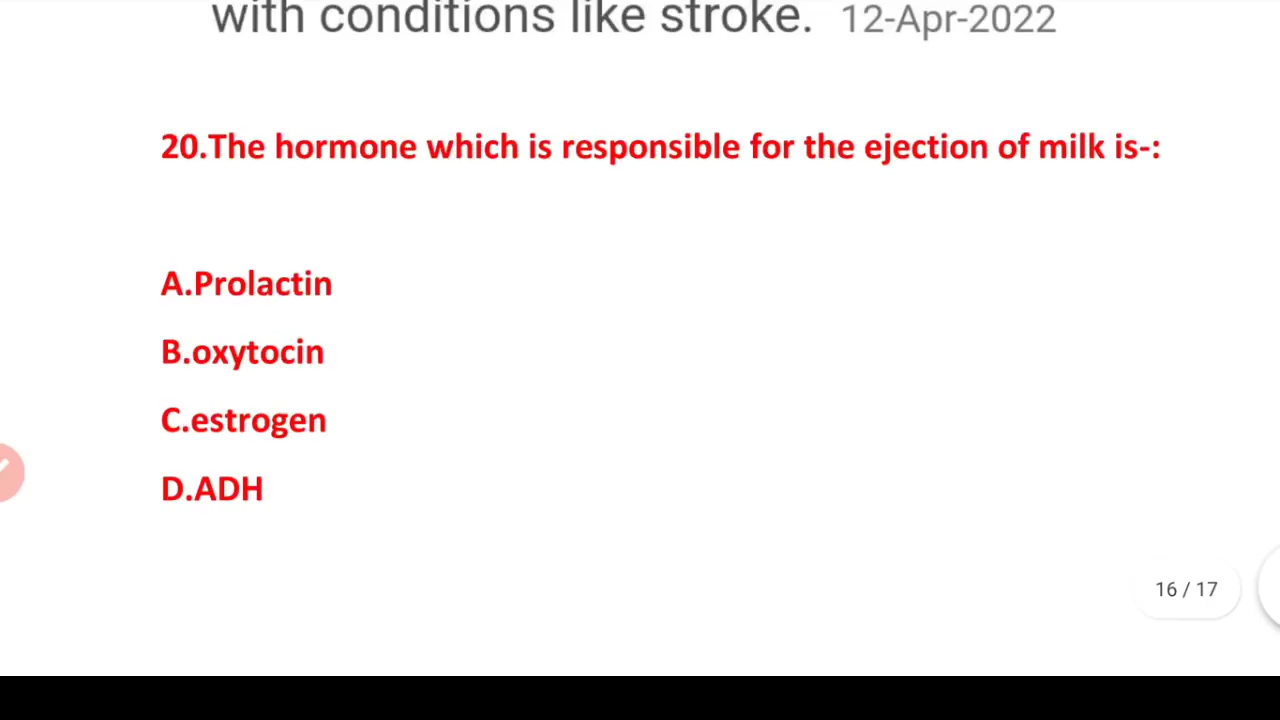 with conditions like stroke. 12-Apr-2022
20.The hormone which is responsible for the ejection of milk is-:
A.Prolactin
B.oxytocin
C.estrogen
D.ADH
16 / 17